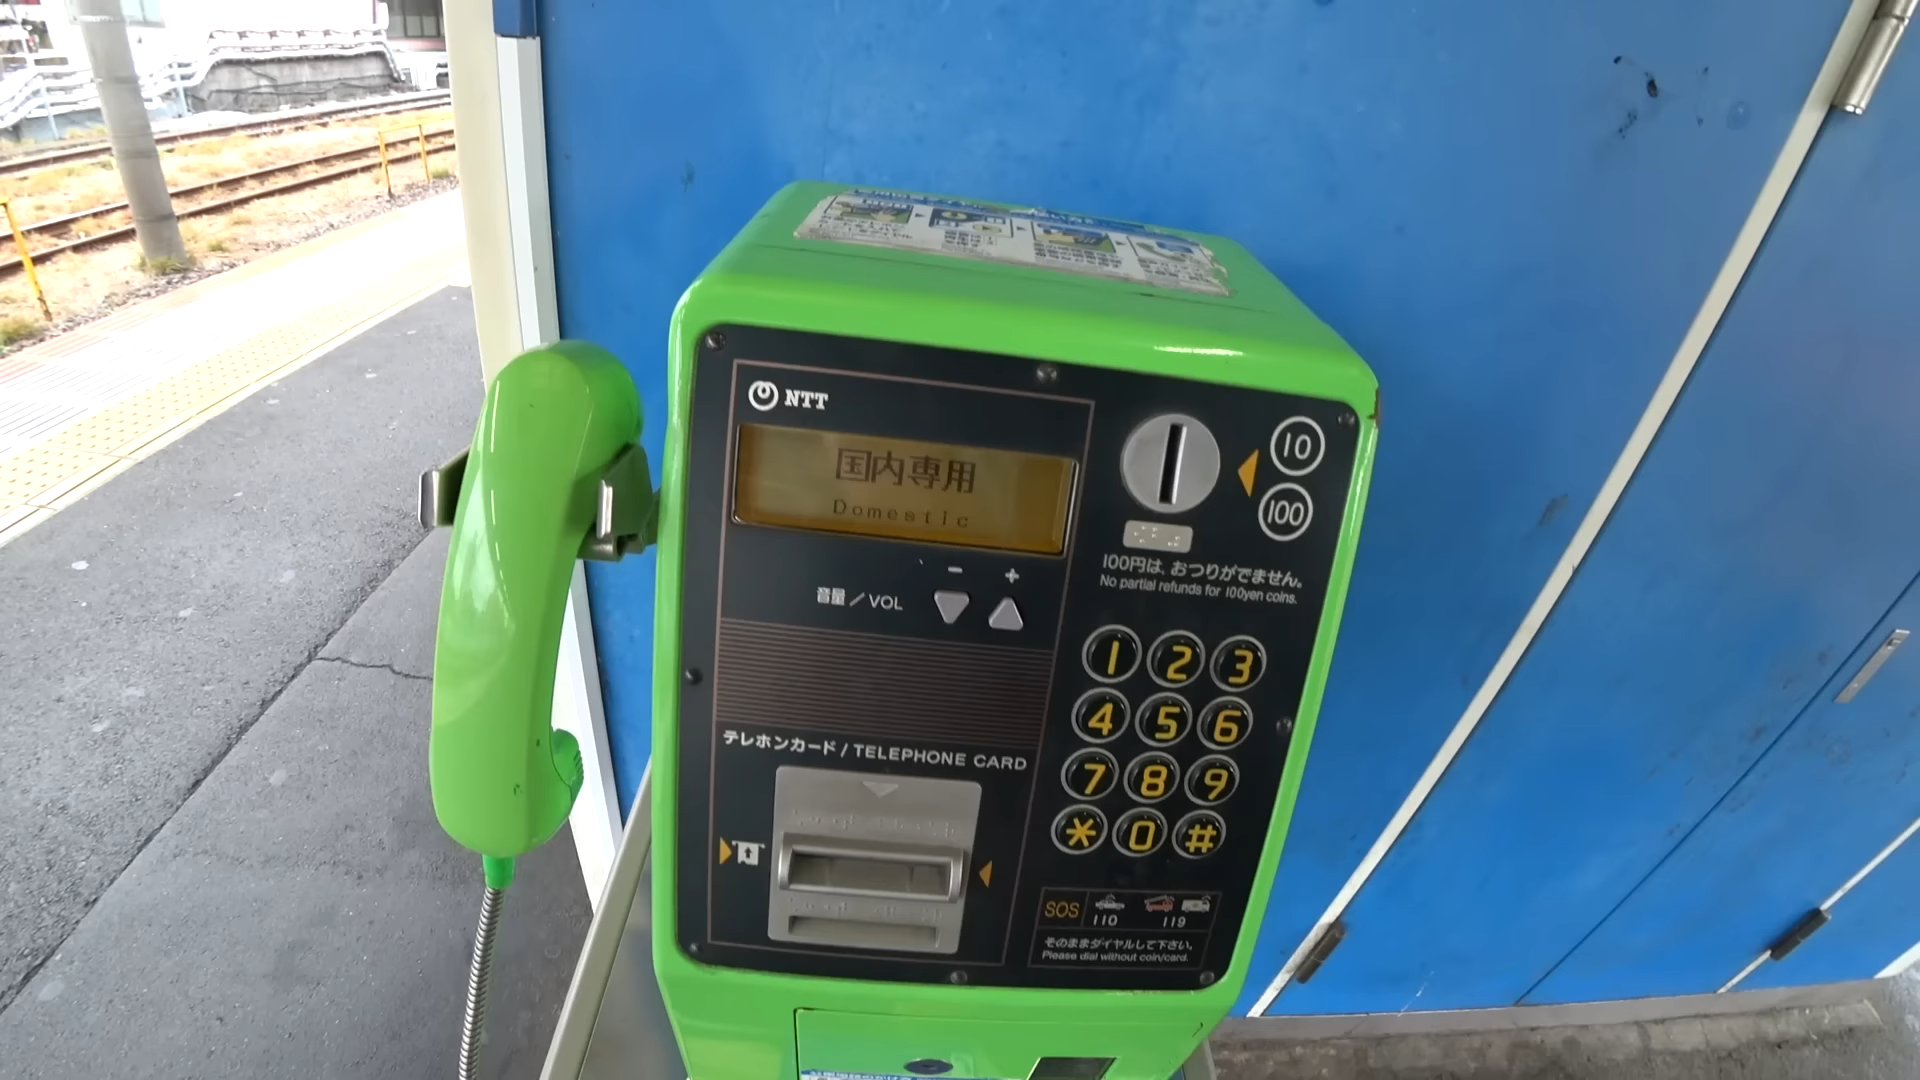 NTT
国内専用
Domestic
10
100
100円は、おつりがでません。
No partial refunds for 100yen coins.
- +
音量/VOL
1 2 3
4 5 6
7 8 9
* 0 #
テレホンカード/TELEPHONE CARD
SOS 110 119
そのままダイヤルして下さい。
Please dial without coin/card.